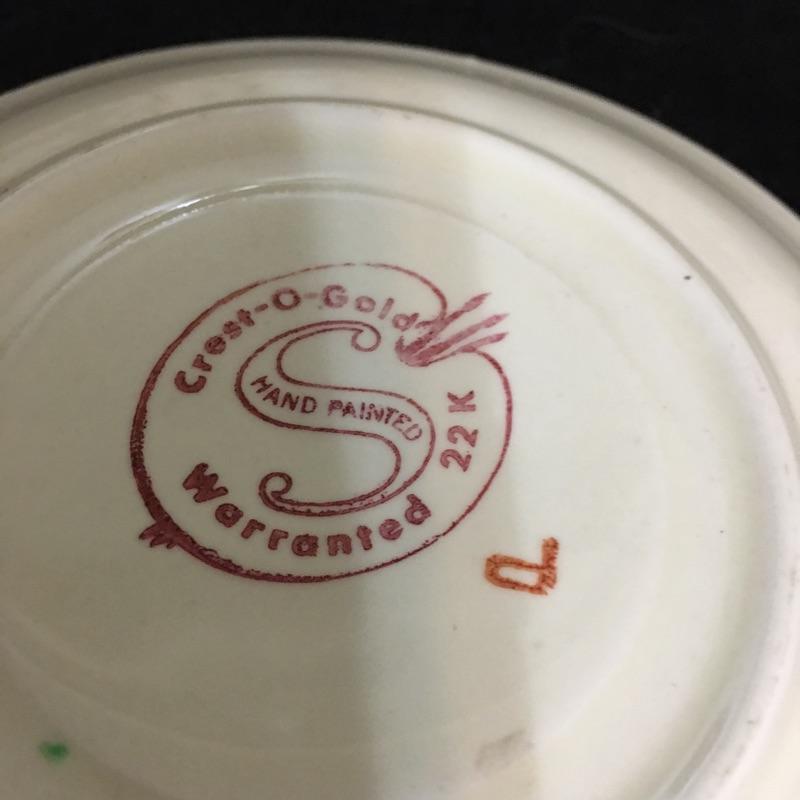 Crest-O-Gold
HAND PAINTED
22 K
Warranted